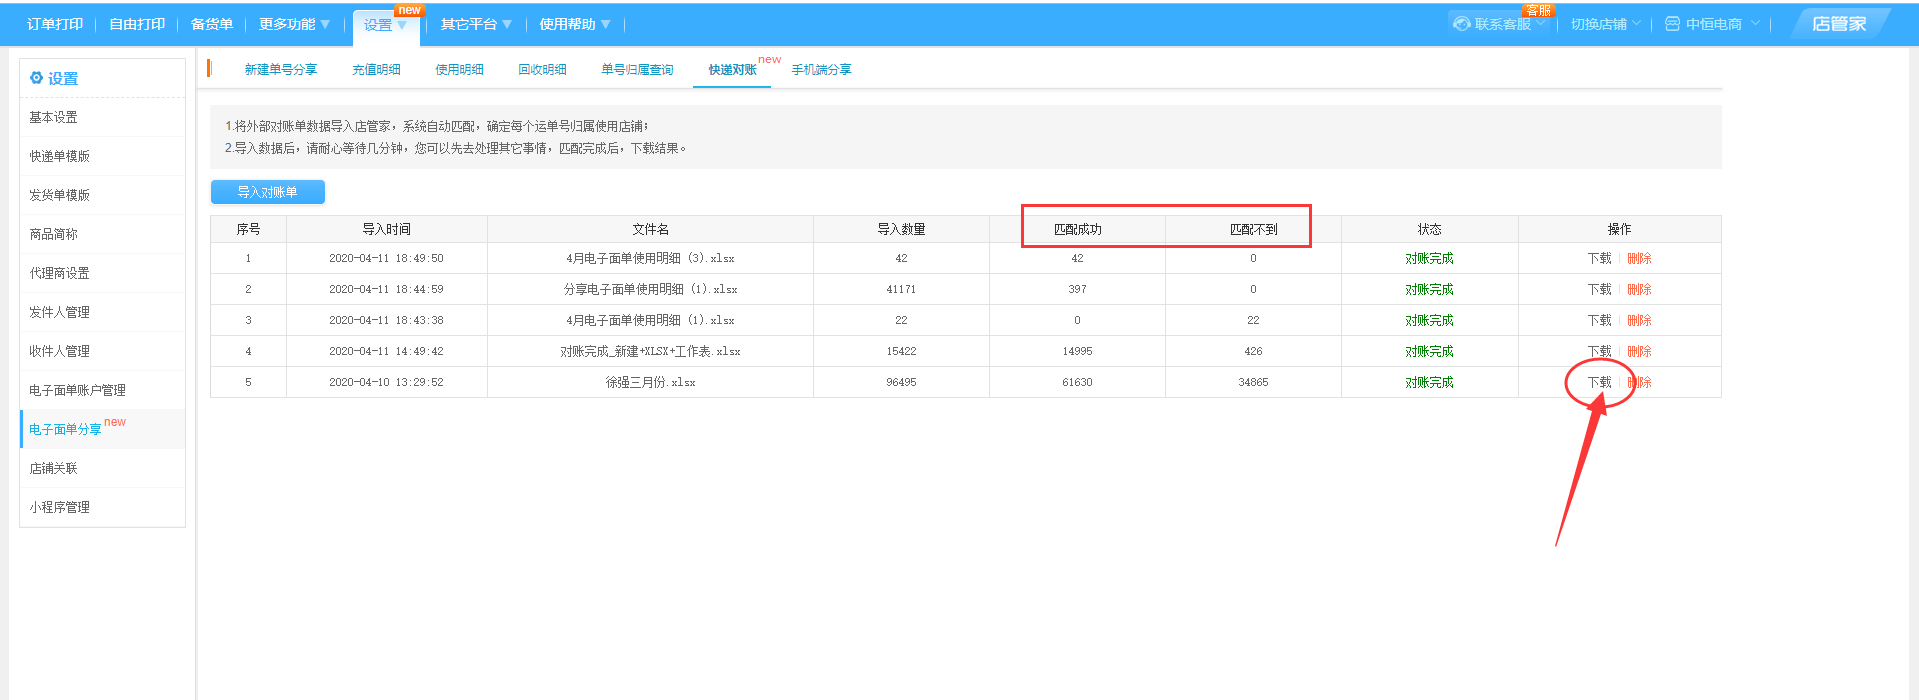 订单打印 自由打印 备货单 更多功能 设置 new 其它平台 使用帮助 联系客服 客服 切换店铺 中恒电商 店管家
设置
基本设置
快递单模版
发货单模版
商品简称
代理商设置
发件人管理
收件人管理
电子面单账户管理
电子面单分享 new
店铺关联
小程序管理
新建单号分享 充值明细 使用明细 回收明细 单号归属查询 快递对账 new 手机端分享
1.将外部对账单数据导入店管家，系统自动匹配，确定每个运单号归属使用店铺；
2.导入数据后，请耐心等待几分钟，您可以先去处理其它事情，匹配完成后，下载结果。
导入对账单
序号 导入时间 文件名 导入数量 匹配成功 匹配不到 状态 操作
1 2020-04-11 18:49:50 4月电子面单使用明细 (3).xlsx 42 42 0 对账完成 下载 删除
2 2020-04-11 18:44:59 分享电子面单使用明细 (1).xlsx 41171 397 0 对账完成 下载 删除
3 2020-04-11 18:43:38 4月电子面单使用明细 (1).xlsx 22 0 22 对账完成 下载 删除
4 2020-04-11 14:49:42 对账完成_新建+XLSX+工作表.xlsx 15422 14995 426 对账完成 下载 删除
5 2020-04-10 13:29:52 徐强三月份.xlsx 96495 61630 34865 对账完成 下载 删除